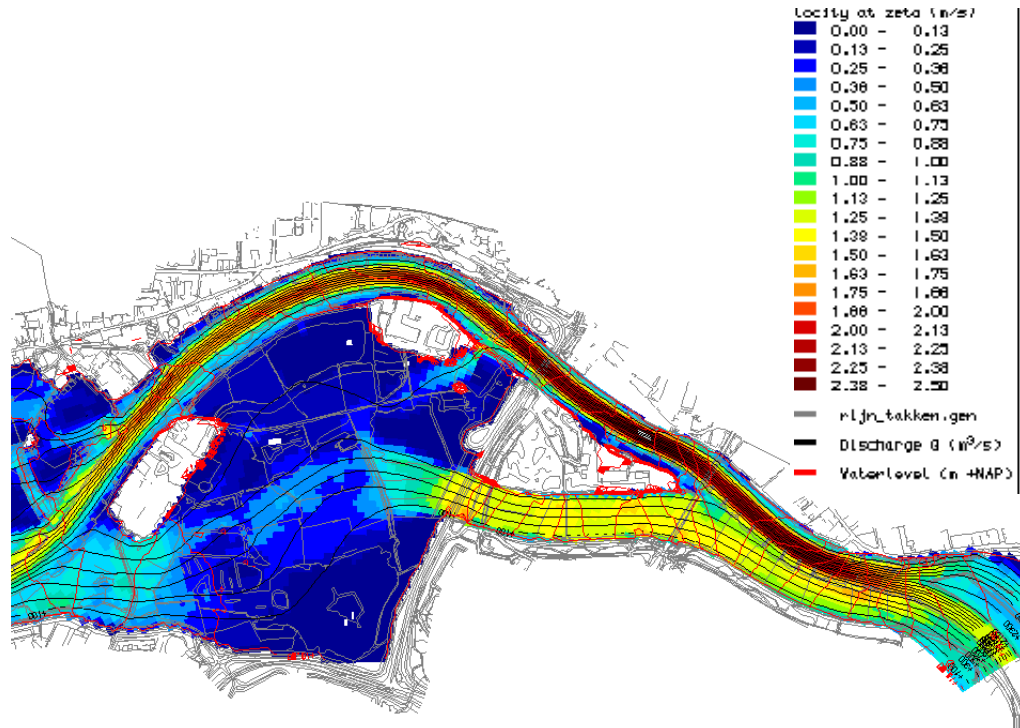 locity at zeta (m/s)
0.00 - 0.13
0.13 - 0.25
0.25 - 0.38
0.38 - 0.50
0.50 - 0.63
0.63 - 0.75
0.75 - 0.88
0.88 - 1.00
1.00 - 1.13
1.13 - 1.25
1.25 - 1.38
1.38 - 1.50
1.50 - 1.63
1.63 - 1.75
1.75 - 1.88
1.88 - 2.00
2.00 - 2.13
2.13 - 2.25
2.25 - 2.38
2.38 - 2.50
rijn_takken.gen
Discharge Q (m³/s)
Waterlevel (m +NAP)